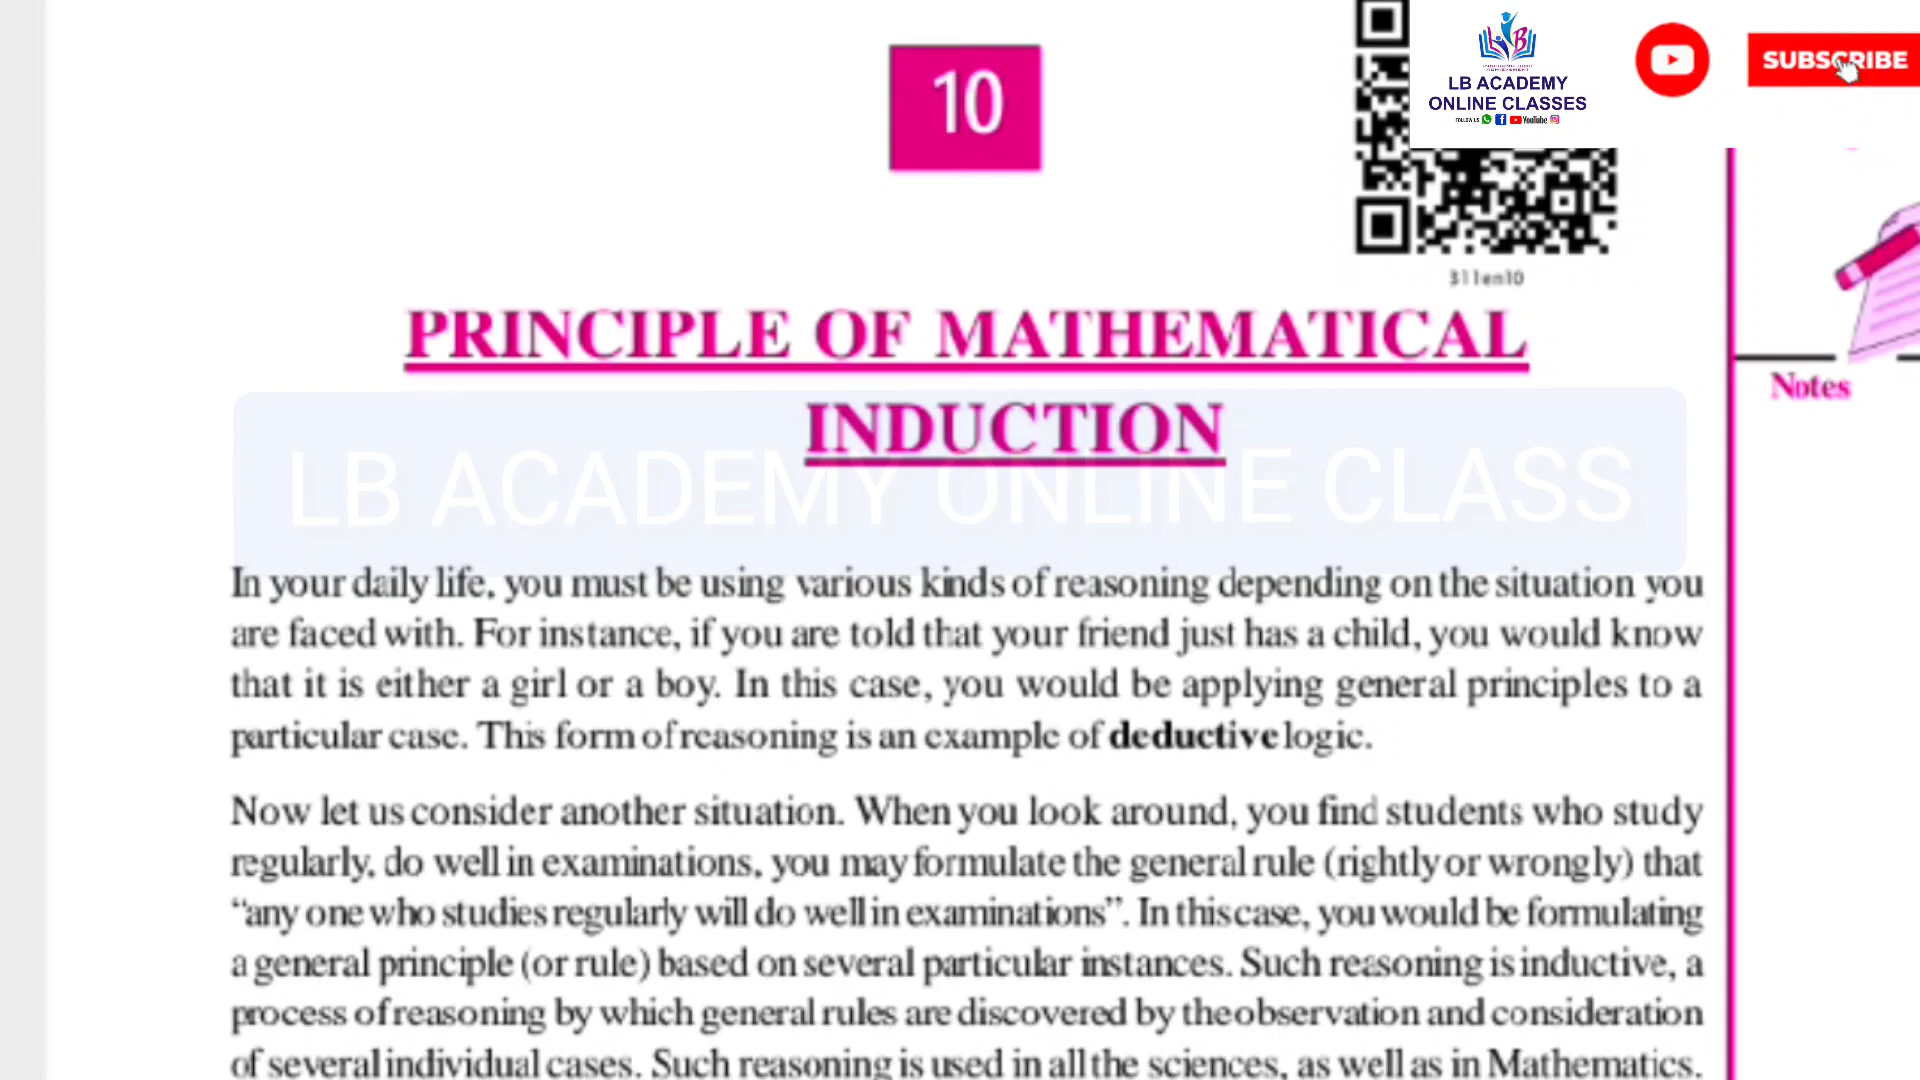 10
LB ACADEMY
ONLINE CLASSES
FOLLOW US YouTube
SUBSCRIBE
311en10
PRINCIPLE OF MATHEMATICAL
INDUCTION
Notes
LB ACADEMY ONLINE CLASS
In your daily life, you must be using various kinds of reasoning depending on the situation you
are faced with. For instance, if you are told that your friend just has a child, you would know
that it is either a girl or a boy. In this case, you would be applying general principles to a
particular case. This form of reasoning is an example of deductive logic.
Now let us consider another situation. When you look around, you find students who study
regularly, do well in examinations, you may formulate the general rule (rightly or wrongly) that
“any one who studies regularly will do well in examinations”. In this case, you would be formulating
a general principle (or rule) based on several particular instances. Such reasoning is inductive, a
process of reasoning by which general rules are discovered by the observation and consideration
of several individual cases. Such reasoning is used in all the sciences, as well as in Mathematics.